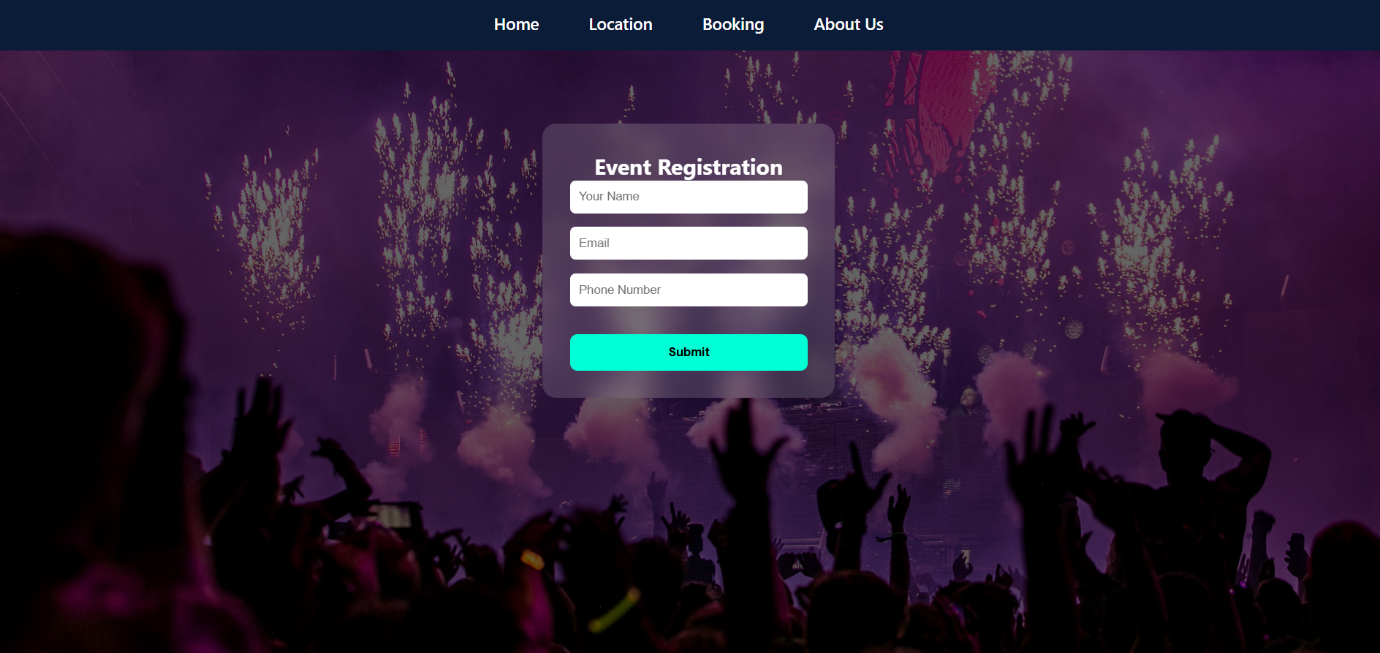 Home Location Booking About Us
Event Registration
Your Name
Email
Phone Number
Submit